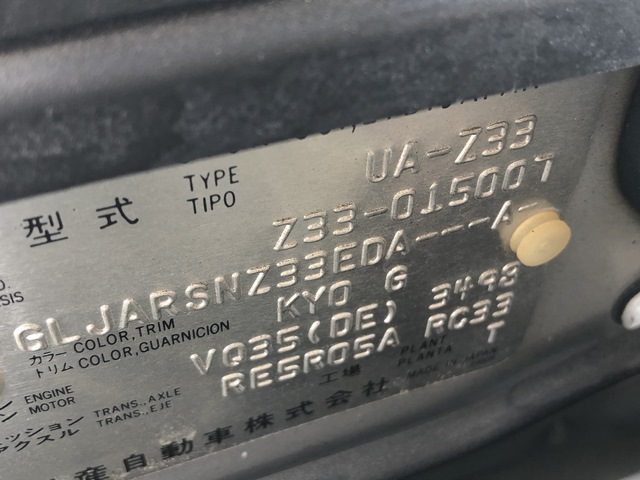 型式 TYPE TIPO UA-Z33
Z33-015007
GLJARSNZ33EDA---A-
カラー COLOR,TRIM KY0 G
トリム COLOR,GUARNICION
ENGINE VQ35(DE) 3498
MOTOR
TRANS.,AXLE RE5R05A RC33
TRANS.,EJE
工場 PLANT PLANTA T
産自動車株式会社 MADE IN JAPAN